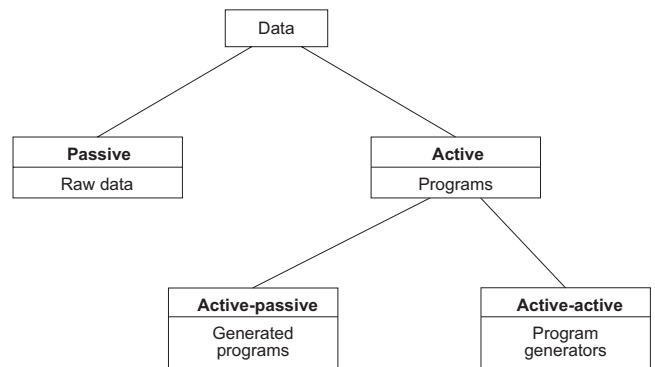 Data
Passive
Raw data
Active
Programs
Active-passive
Generated
programs
Active-active
Program
generators